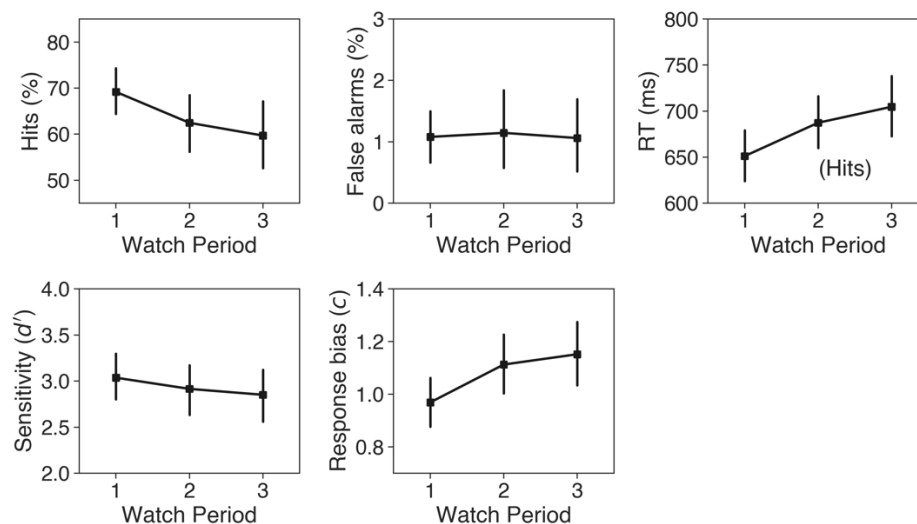 Hits (%)
80
70
60
50
1 2 3
Watch Period
False alarms (%)
3
2
1
0
1 2 3
Watch Period
RT (ms)
800
700
650
600
(Hits)
1 2 3
Watch Period
Sensitivity (d′)
4.0
3.5
3.0
2.5
2.0
1 2 3
Watch Period
Response bias (c)
1.4
1.2
1.0
0.8
1 2 3
Watch Period